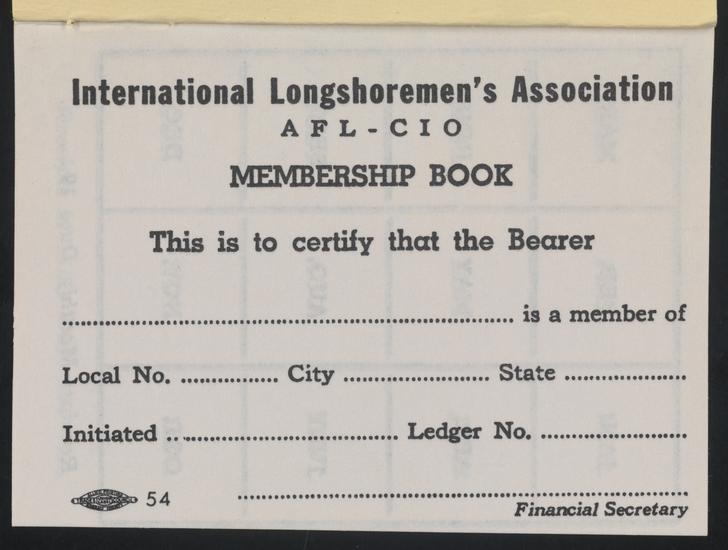 International Longshoremen's Association
AFL-CIO
MEMBERSHIP BOOK
This is to certify that the Bearer
............................................................ is a member of
Local No. ................ City ........................ State ....................
Initiated .. .................................... Ledger No. ........................
54
Financial Secretary